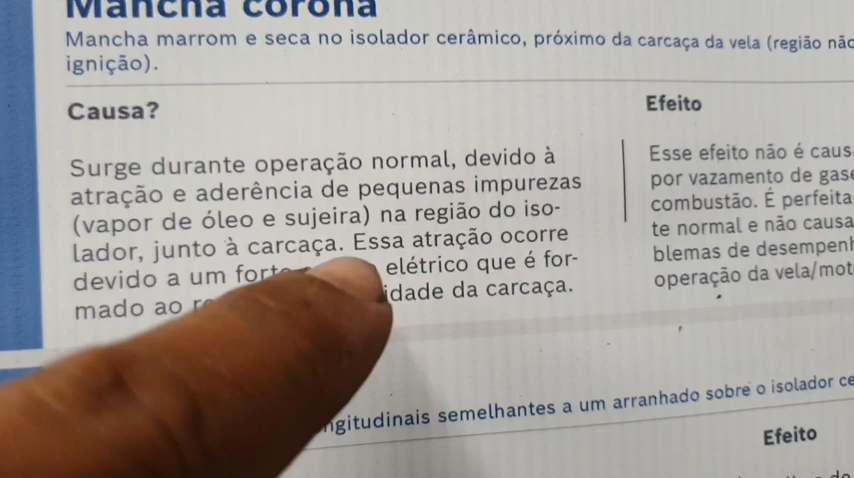 Mancha corona
Mancha marrom e seca no isolador cerâmico, próximo da carcaça da vela (região não
ignição).
Causa?
Surge durante operação normal, devido à
atração e aderência de pequenas impurezas
(vapor de óleo e sujeira) na região do iso-
lador, junto à carcaça. Essa atração ocorre
devido a um forte elétrico que é for-
mado ao idade da carcaça.
Efeito
Esse efeito não é caus
por vazamento de gase
combustão. É perfeita
te normal e não causa
blemas de desempenh
operação da vela/mot
ngitudinais semelhantes a um arranhado sobre o isolador ce
Efeito